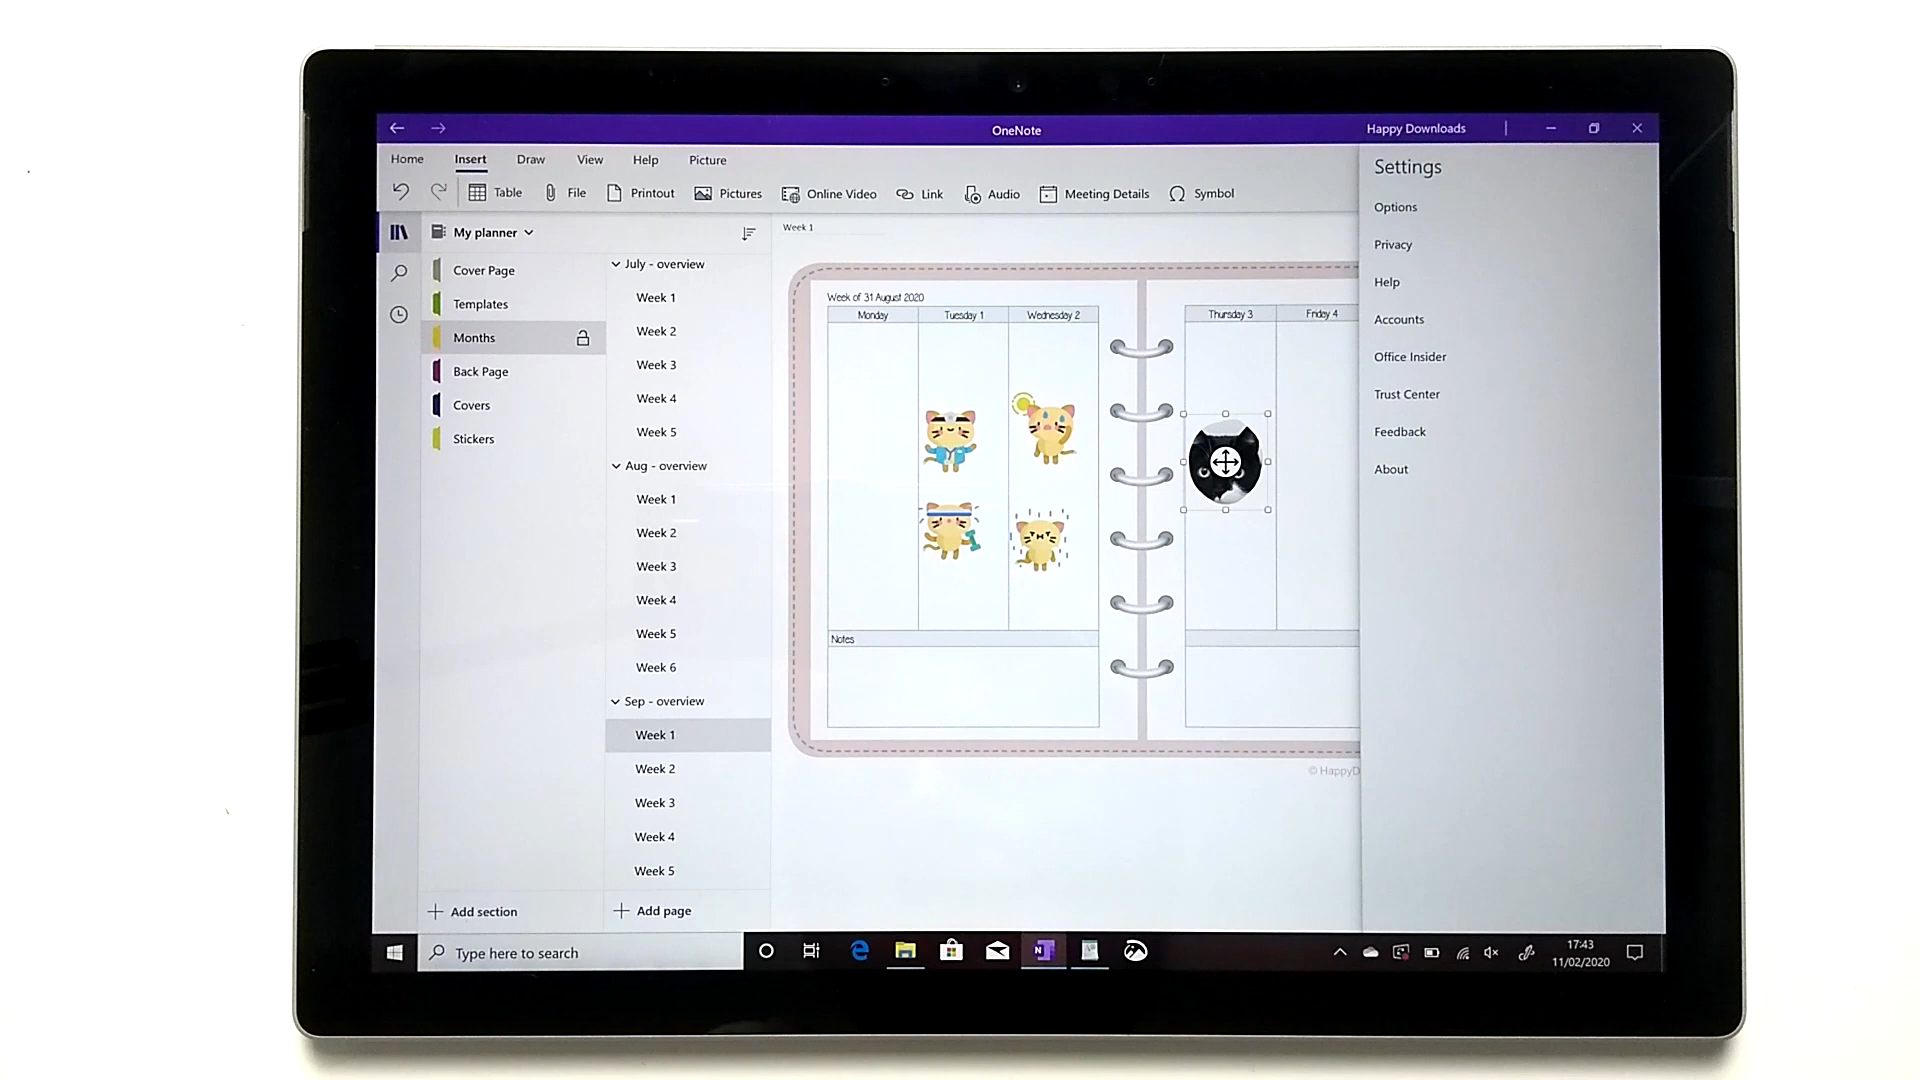 OneNote
Happy Downloads
Home
Insert
Draw
View
Help
Picture
Table
File
Printout
Pictures
Online Video
Link
Audio
Meeting Details
Symbol
My planner
Cover Page
Templates
Months
Back Page
Covers
Stickers
Add section
July - overview
Week 1
Week 2
Week 3
Week 4
Week 5
Aug - overview
Week 1
Week 2
Week 3
Week 4
Week 5
Week 6
Sep - overview
Week 1
Week 2
Week 3
Week 4
Week 5
Add page
Week 1
Week of 31 August 2020
Monday
Tuesday 1
Wednesday 2
Thursday 3
Friday 4
Notes
© HappyD
Settings
Options
Privacy
Help
Accounts
Office Insider
Trust Center
Feedback
About
Type here to search
17:43
11/02/2020